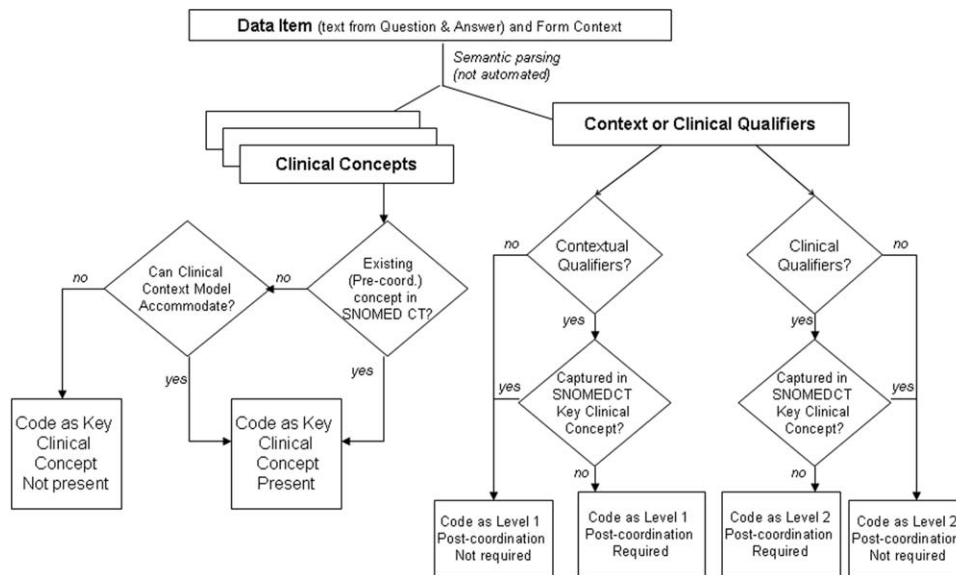 Data Item (text from Question & Answer) and Form Context
Semantic parsing
(not automated)
Context or Clinical Qualifiers
Clinical Concepts
no
Can Clinical
Context Model
Accommodate?
no
Existing
(Pre-coord.)
concept in
SNOMED CT?
no
Contextual
Qualifiers?
Clinical
Qualifiers?
no
yes
yes
yes
yes
yes
Captured in
SNOMEDCT
Key Clinical
Concept?
Captured in
SNOMEDCT
Key Clinical
Concept?
yes
Code as Key
Clinical
Concept
Not present
Code as Key
Clinical
Concept
Present
no
no
Code as Level 1
Post-coordination
Not required
Code as Level 1
Post-coordination
Required
Code as Level 2
Post-coordination
Required
Code as Level 2
Post-coordination
Not required